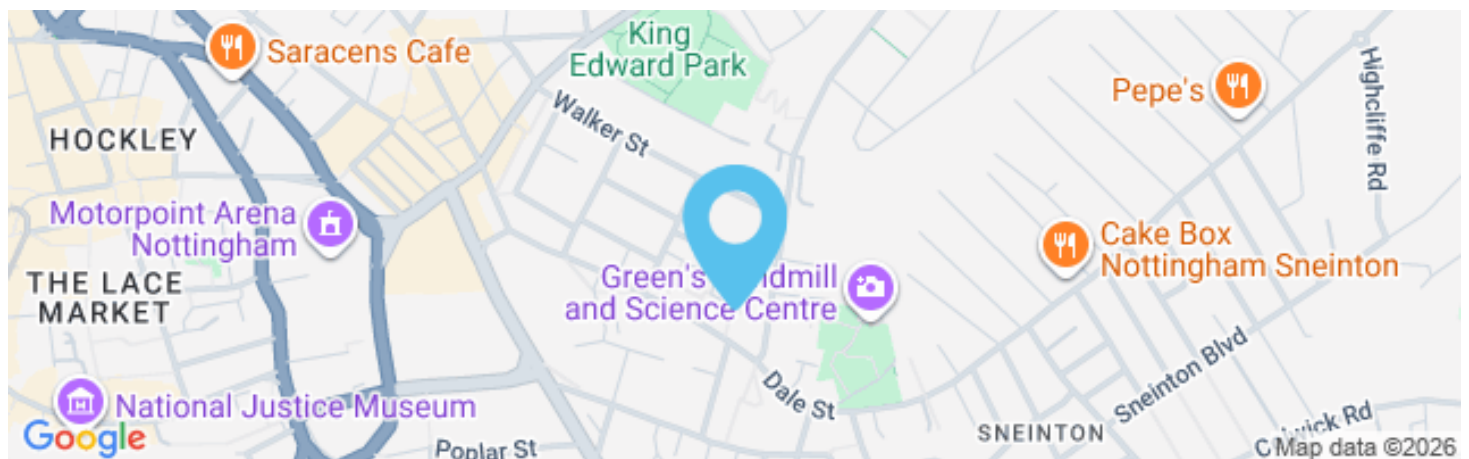 King
Edward Park
Saracens Cafe
Pepe's
Highcliffe Rd
Walker St
HOCKLEY
Motorpoint Arena
Nottingham
Cake Box
Nottingham Sneinton
THE LACE
MARKET
Green's
and Science Centre
Sneinton Blvd
Dale St
National Justice Museum
SNEINTON
Google
Poplar St
Rd
Map data ©2026